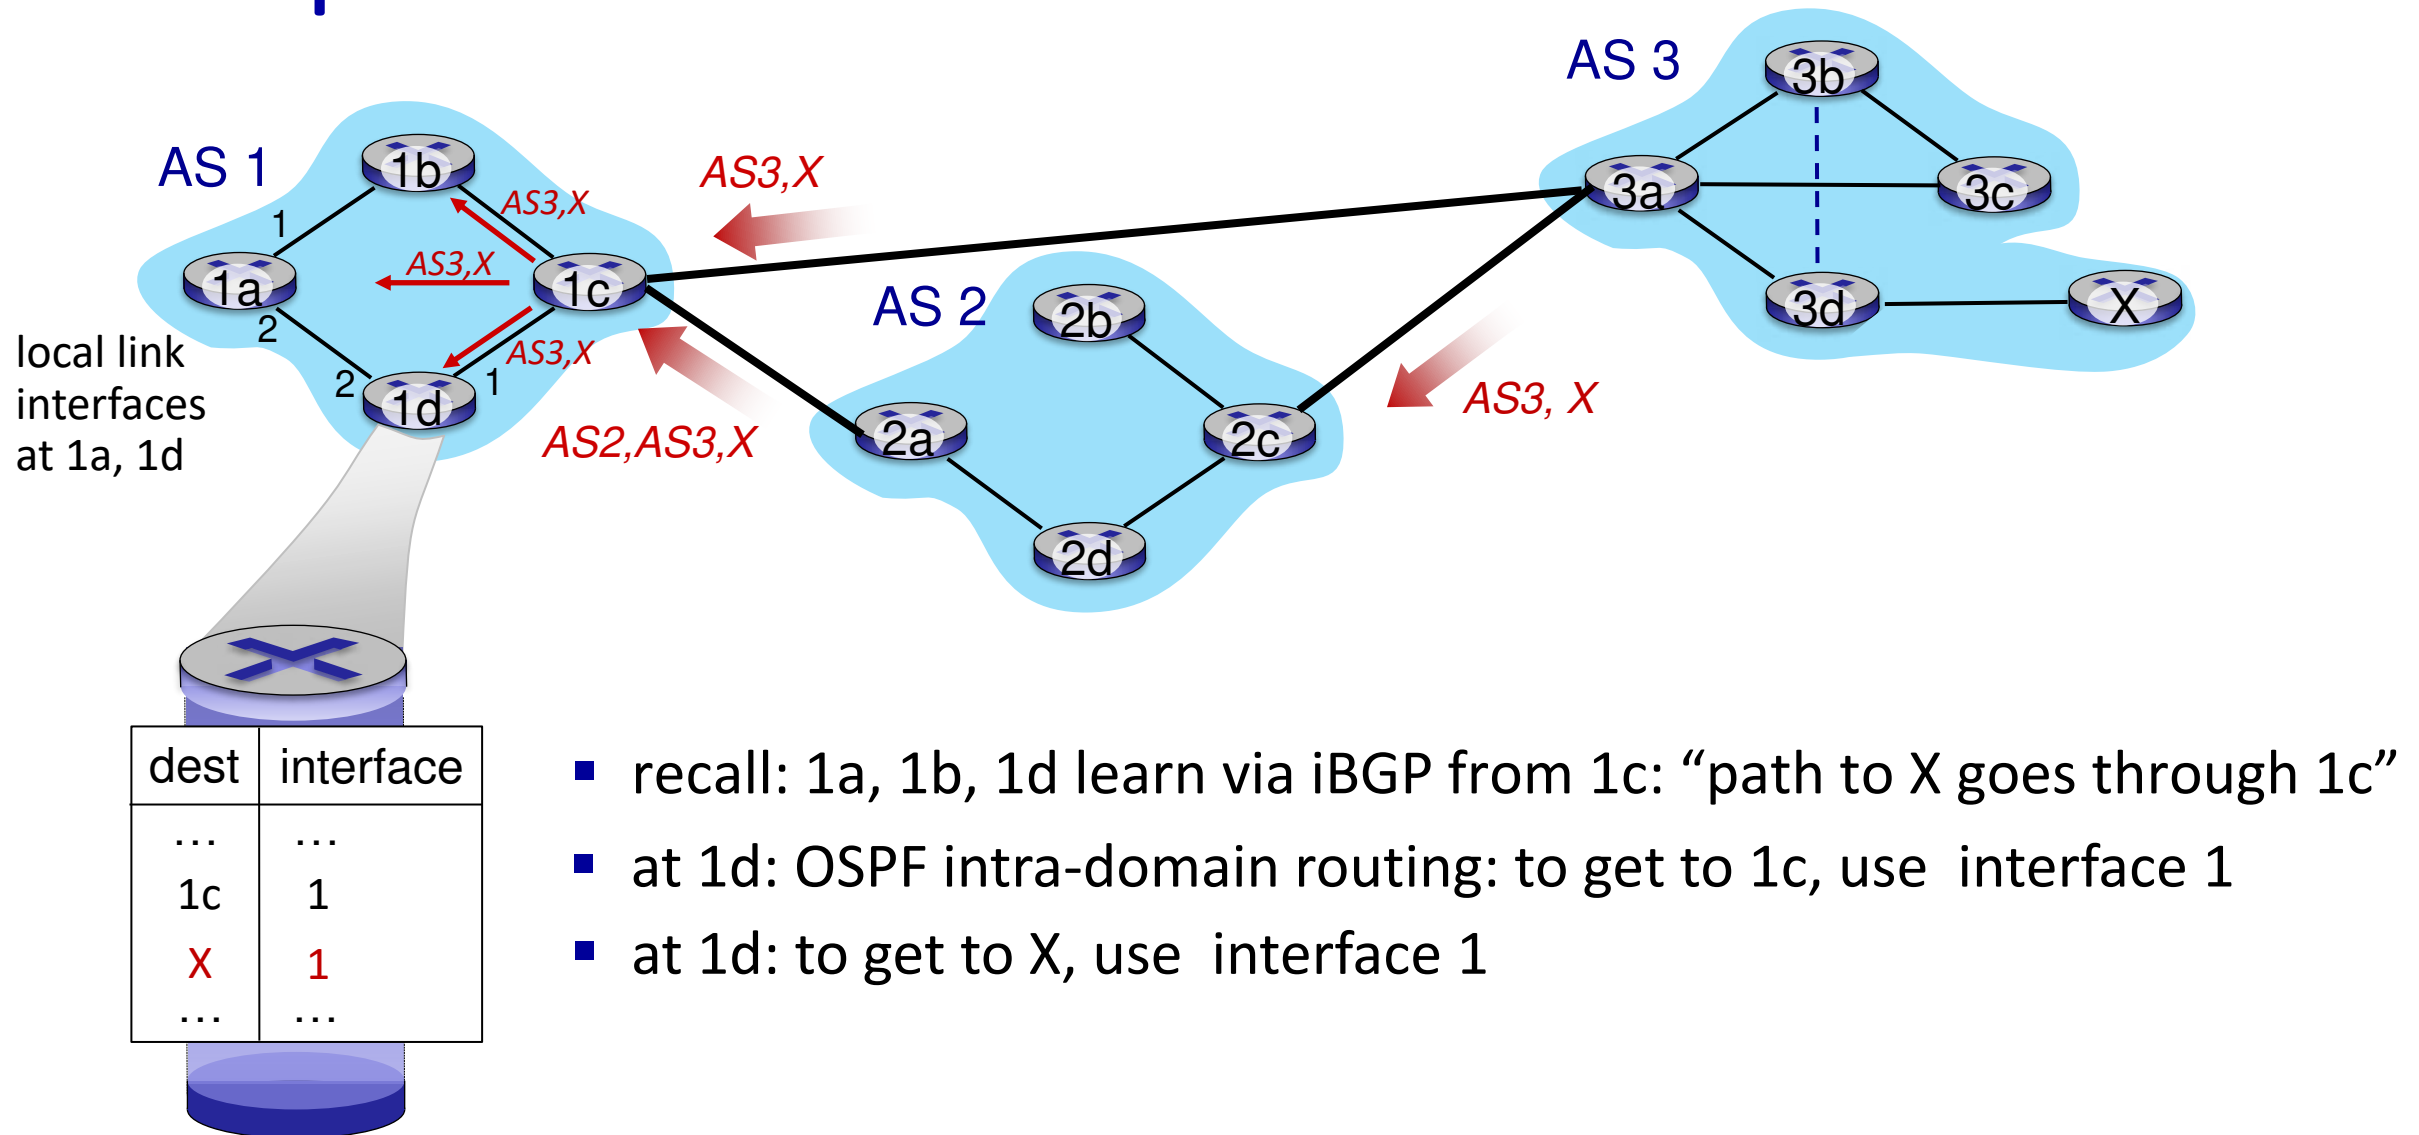 AS 3
3b
AS 1
1b
AS3,X
3a
3c
AS3,X
1
AS3,X
1a
1c
2
AS 2
2b
3d
X
local link
interfaces
at 1a, 1d
AS3,X
2
1
1d
AS3, X
AS2,AS3,X
2a
2c
2d
dest interface
... ...
1c 1
X 1
... ...
▪ recall: 1a, 1b, 1d learn via iBGP from 1c: “path to X goes through 1c”
▪ at 1d: OSPF intra-domain routing: to get to 1c, use interface 1
▪ at 1d: to get to X, use interface 1